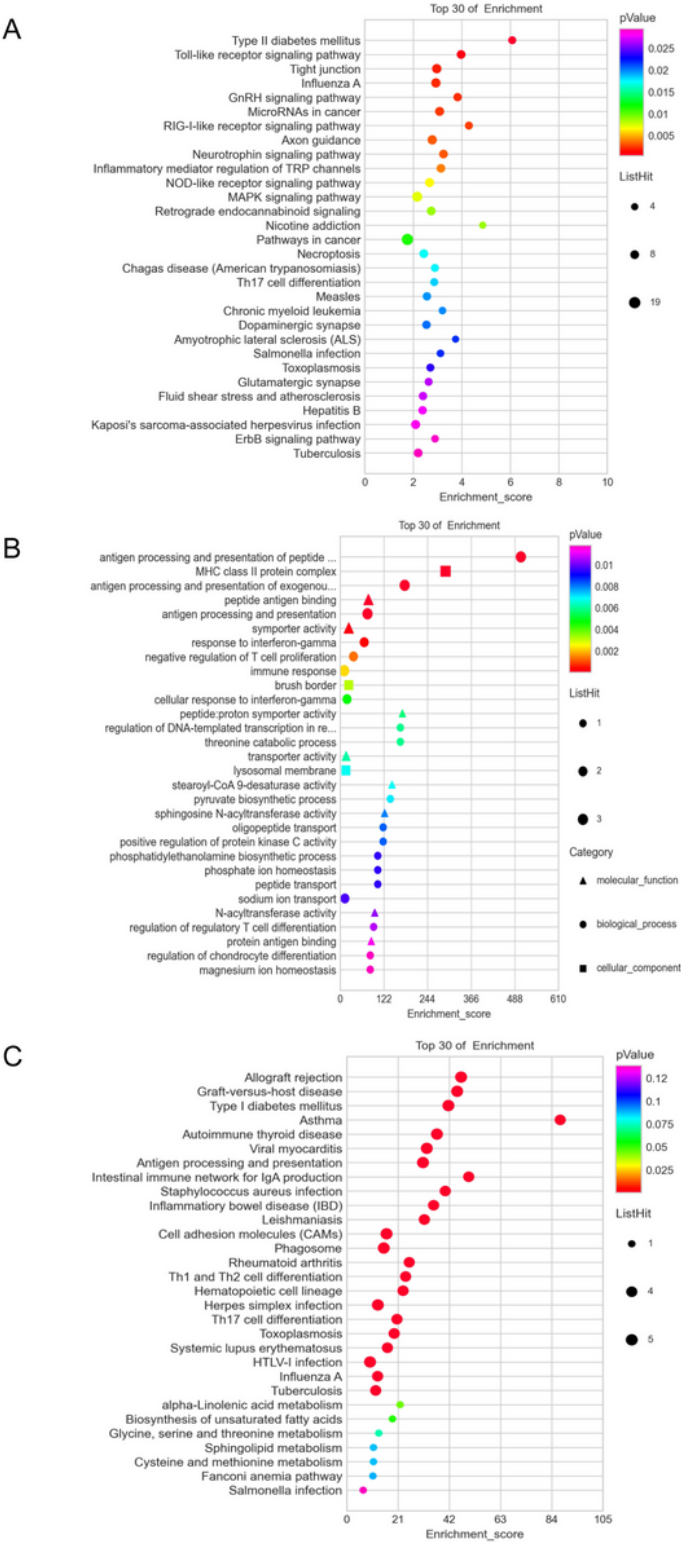 A
Top 30 of Enrichment
Type II diabetes mellitus
Toll-like receptor signaling pathway
Tight junction
Influenza A
GnRH signaling pathway
MicroRNAs in cancer
RIG-I-like receptor signaling pathway
Axon guidance
Neurotrophin signaling pathway
Inflammatory mediator regulation of TRP channels
NOD-like receptor signaling pathway
MAPK signaling pathway
Retrograde endocannabinoid signaling
Nicotine addiction
Pathways in cancer
Necroptosis
Chagas disease (American trypanosomiasis)
Th17 cell differentiation
Measles
Chronic myeloid leukemia
Dopaminergic synapse
Amyotrophic lateral sclerosis (ALS)
Salmonella infection
Toxoplasmosis
Glutamatergic synapse
Fluid shear stress and atherosclerosis
Hepatitis B
Kaposi's sarcoma-associated herpesvirus infection
ErbB signaling pathway
Tuberculosis
0 2 4 6 8 10
Enrichment_score
pValue
0.025
0.02
0.015
0.01
0.005
ListHit
4
8
19
B
Top 30 of Enrichment
antigen processing and presentation of peptide ...
MHC class II protein complex
antigen processing and presentation of exogenou...
peptide antigen binding
antigen processing and presentation
symporter activity
response to interferon-gamma
negative regulation of T cell proliferation
immune response
brush border
cellular response to interferon-gamma
peptide:proton symporter activity
regulation of DNA-templated transcription in re...
threonine catabolic process
transporter activity
lysosomal membrane
stearoyl-CoA 9-desaturase activity
pyruvate biosynthetic process
sphingosine N-acyltransferase activity
oligopeptide transport
positive regulation of protein kinase C activity
phosphatidylethanolamine biosynthetic process
phosphate ion homeostasis
peptide transport
sodium ion transport
N-acyltransferase activity
regulation of regulatory T cell differentiation
protein antigen binding
regulation of chondrocyte differentiation
magnesium ion homeostasis
0 122 244 366 488 610
Enrichment_score
pValue
0.01
0.008
0.006
0.004
0.002
ListHit
1
2
3
Category
molecular_function
biological_process
cellular_component
C
Top 30 of Enrichment
Allograft rejection
Graft-versus-host disease
Type I diabetes mellitus
Asthma
Autoimmune thyroid disease
Viral myocarditis
Antigen processing and presentation
Intestinal immune network for IgA production
Staphylococcus aureus infection
Inflammatory bowel disease (IBD)
Leishmaniasis
Cell adhesion molecules (CAMs)
Phagosome
Rheumatoid arthritis
Th1 and Th2 cell differentiation
Hematopoietic cell lineage
Herpes simplex infection
Th17 cell differentiation
Toxoplasmosis
Systemic lupus erythematosus
HTLV-I infection
Influenza A
Tuberculosis
alpha-Linolenic acid metabolism
Biosynthesis of unsaturated fatty acids
Glycine, serine and threonine metabolism
Sphingolipid metabolism
Cysteine and methionine metabolism
Fanconi anemia pathway
Salmonella infection
0 21 42 63 84 105
Enrichment_score
pValue
0.12
0.1
0.075
0.05
0.025
ListHit
1
4
5